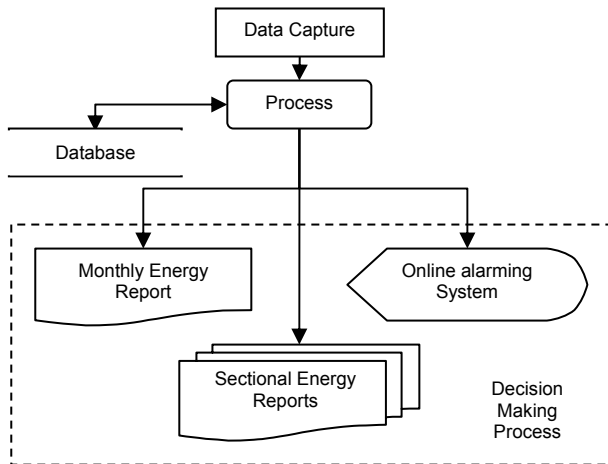 Data Capture
Process
Database
Monthly Energy
Report
Online alarming
System
Sectional Energy
Reports
Decision
Making
Process